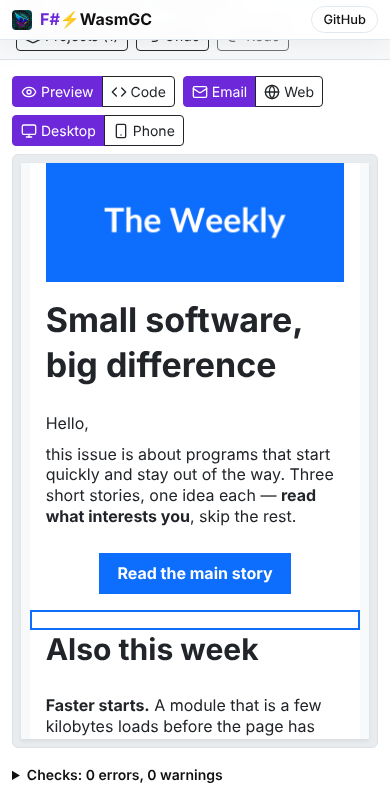 F#⚡WasmGC
GitHub
Preview
Code
Email
Web
Desktop
Phone
The Weekly
Small software,
big difference
Hello,
this issue is about programs that start
quickly and stay out of the way. Three
short stories, one idea each — read
what interests you, skip the rest.
Read the main story
Also this week
Faster starts. A module that is a few
kilobytes loads before the page has
Checks: 0 errors, 0 warnings